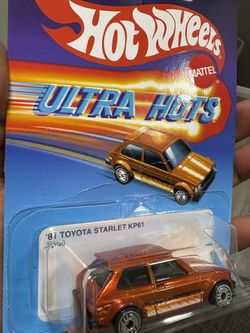 Hot Wheels
MATTEL
ULTRA HOTS
'81 TOYOTA STARLET KP61